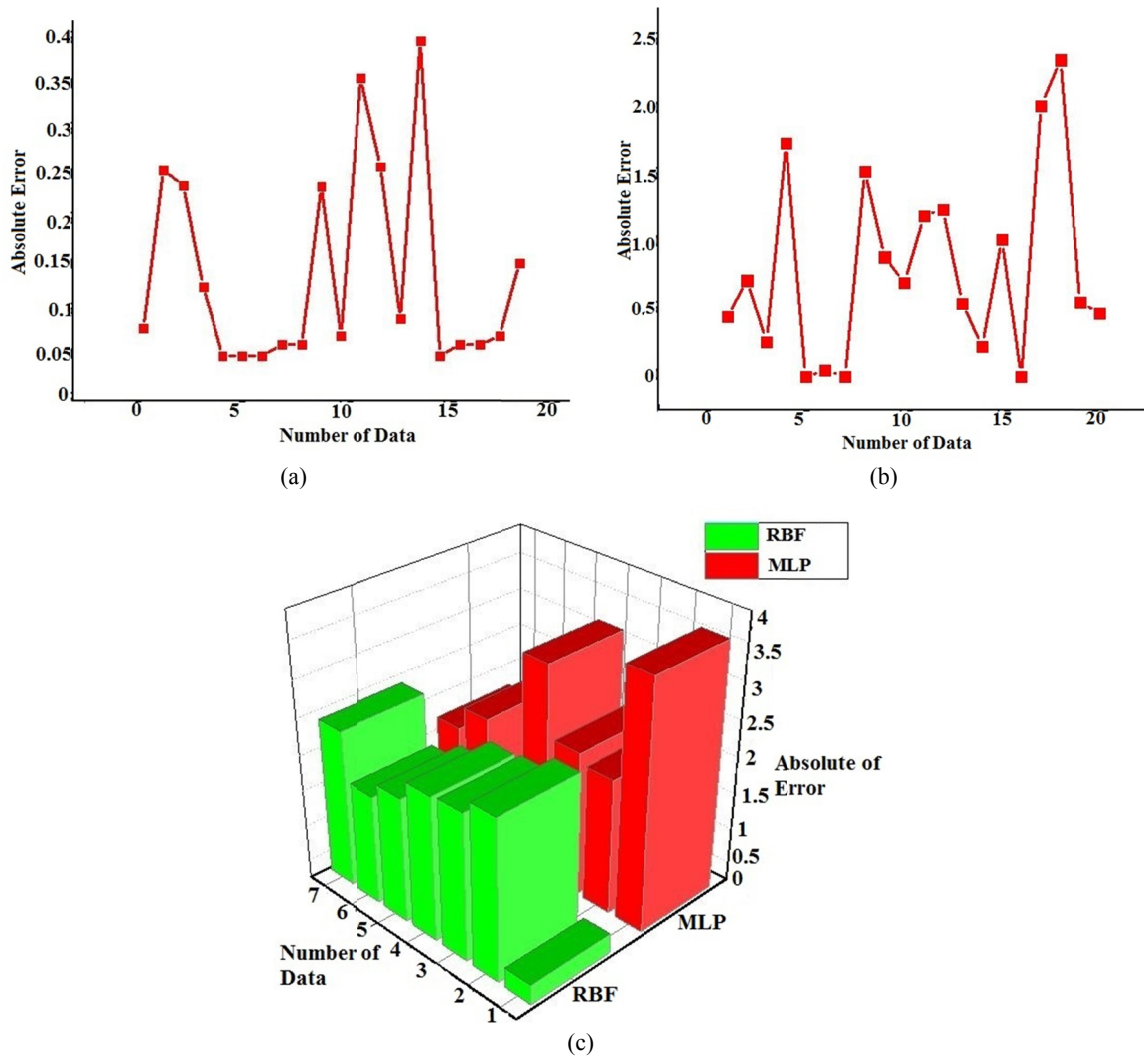 0.4
0.35
0.3
0.25
0.2
0.15
0.1
0.05
0
Absolute Error
0 5 10 15 20
Number of Data
(a)
2.5
2.0
1.5
1.0
0.5
0
Absolute Error
0 5 10 15 20
Number of Data
(b)
RBF
MLP
4
3.5
3
2.5
2
1.5
1
0.5
0
Absolute of
Error
MLP
RBF
7
6
5
4
3
2
1
Number of
Data
(c)